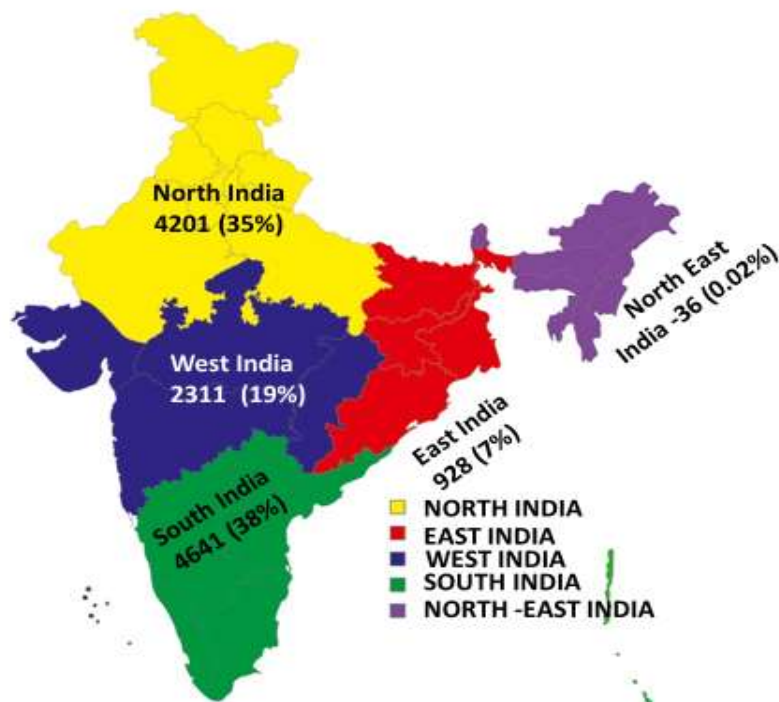 North India
4201 (35%)
West India
2311 (19%)
South India
4641 (38%)
East India
928 (7%)
North East
India -36 (0.02%)
NORTH INDIA
EAST INDIA
WEST INDIA
SOUTH INDIA
NORTH -EAST INDIA